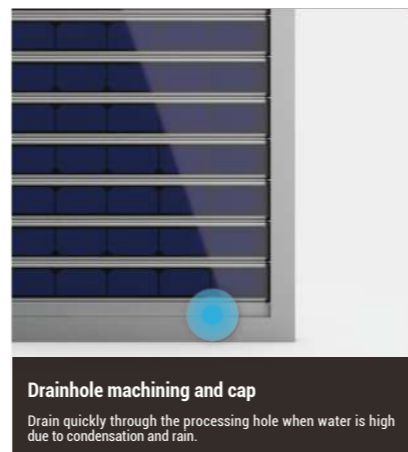 Drainhole machining and cap
Drain quickly through the processing hole when water is high
due to condensation and rain.